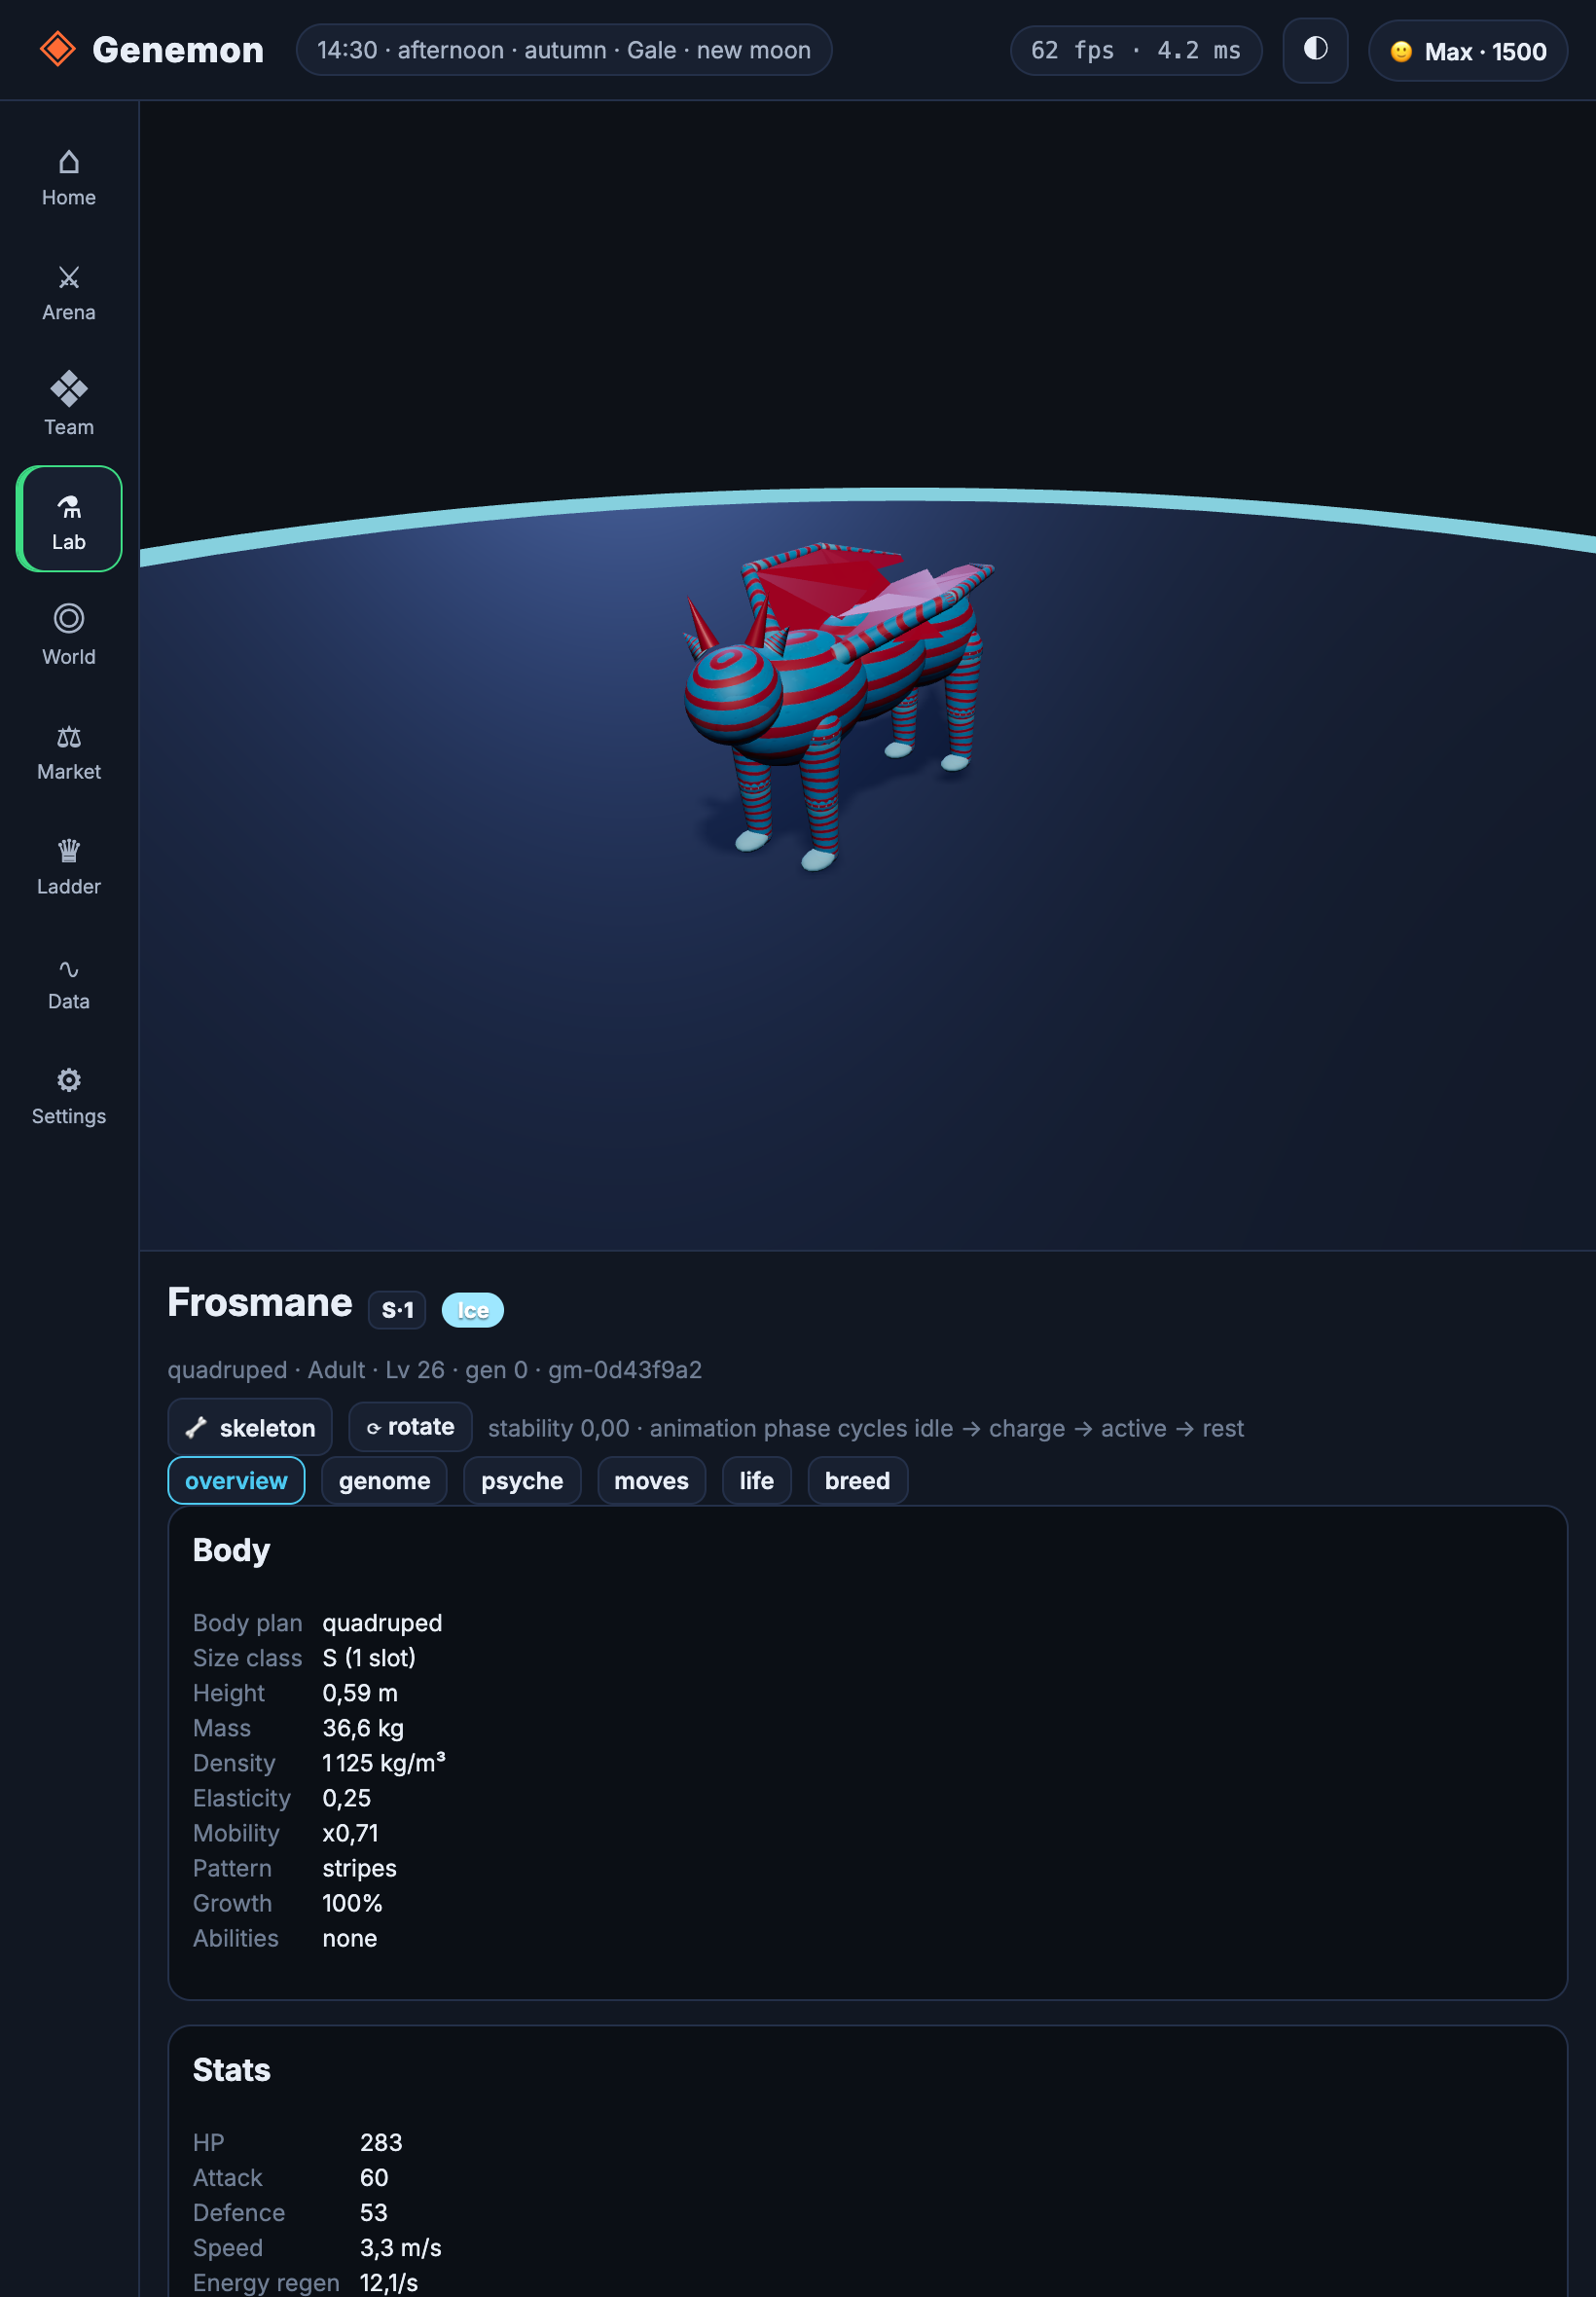 Genemon
14:30 · afternoon · autumn · Gale · new moon
62 fps · 4.2 ms
Max · 1500
Home
Arena
Team
Lab
World
Market
Ladder
Data
Settings
Frosmane S·1 Ice
quadruped · Adult · Lv 26 · gen 0 · gm-0d43f9a2
skeleton rotate stability 0,00 · animation phase cycles idle → charge → active → rest
overview genome psyche moves life breed
Body
Body plan quadruped
Size class S (1 slot)
Height 0,59 m
Mass 36,6 kg
Density 1 125 kg/m³
Elasticity 0,25
Mobility x0,71
Pattern stripes
Growth 100%
Abilities none
Stats
HP 283
Attack 60
Defence 53
Speed 3,3 m/s
Energy regen 12,1/s